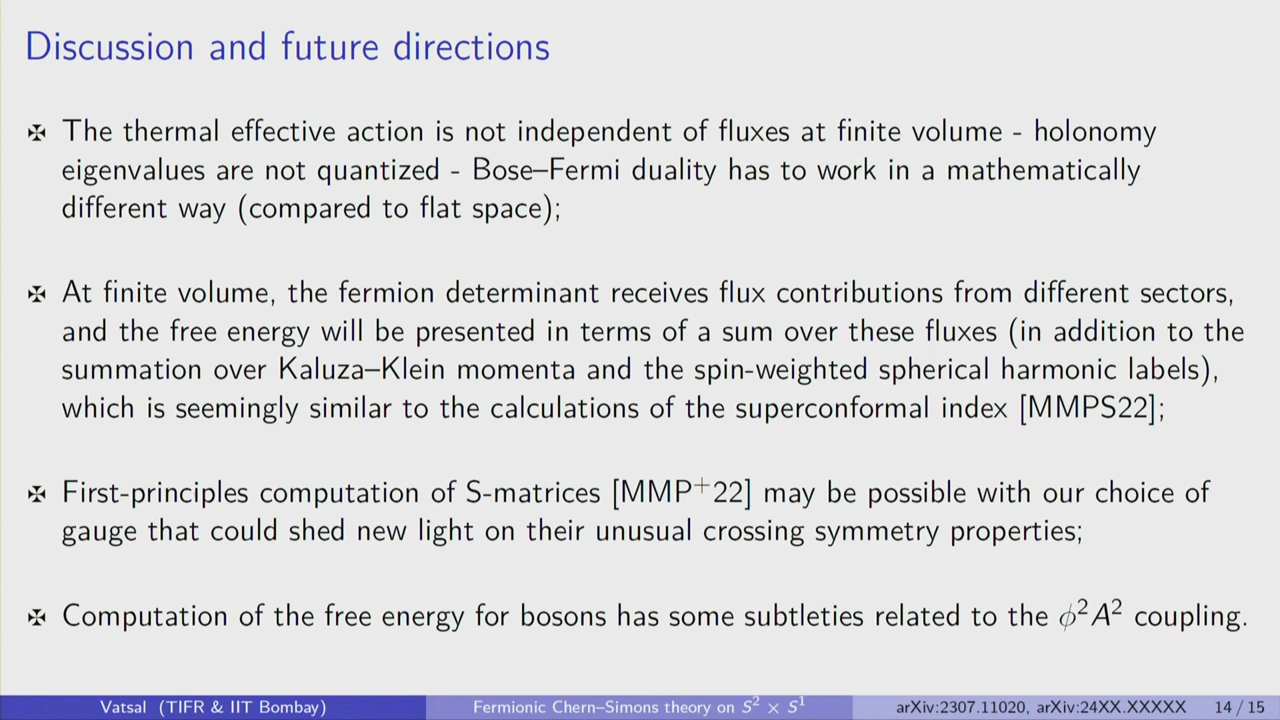 Discussion and future directions
✠ The thermal effective action is not independent of fluxes at finite volume - holonomy
eigenvalues are not quantized - Bose–Fermi duality has to work in a mathematically
different way (compared to flat space);
✠ At finite volume, the fermion determinant receives flux contributions from different sectors,
and the free energy will be presented in terms of a sum over these fluxes (in addition to the
summation over Kaluza–Klein momenta and the spin-weighted spherical harmonic labels),
which is seemingly similar to the calculations of the superconformal index [MMPS22];
✠ First-principles computation of S-matrices [MMP⁺22] may be possible with our choice of
gauge that could shed new light on their unusual crossing symmetry properties;
✠ Computation of the free energy for bosons has some subtleties related to the ϕ²A² coupling.
Vatsal (TIFR & IIT Bombay) Fermionic Chern–Simons theory on S² × S¹ arXiv:2307.11020, arXiv:24XX.XXXXX 14 / 15